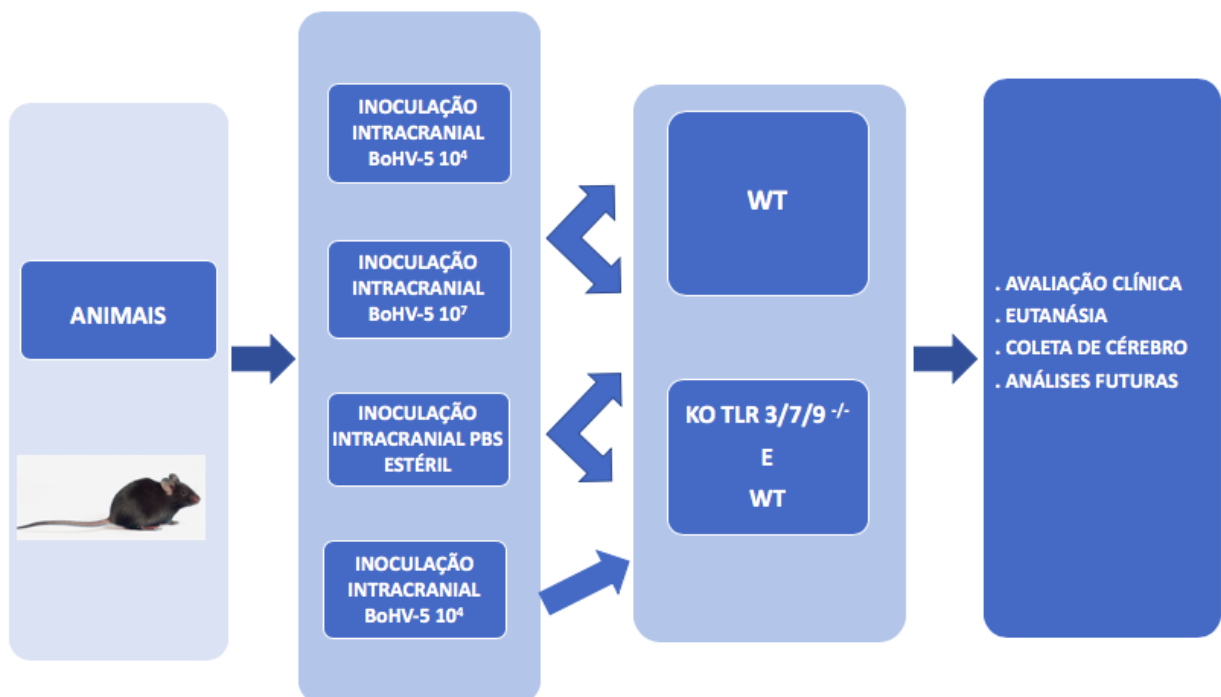 ANIMAIS
INOCULAÇÃO
INTRACRANIAL
BoHV-5 10⁴
INOCULAÇÃO
INTRACRANIAL
BoHV-5 10⁷
INOCULAÇÃO
INTRACRANIAL PBS
ESTÉRIL
INOCULAÇÃO
INTRACRANIAL
BoHV-5 10⁴
WT
KO TLR 3/7/9 ⁻/⁻
E
WT
. AVALIAÇÃO CLÍNICA
. EUTANÁSIA
. COLETA DE CÉREBRO
. ANÁLISES FUTURAS